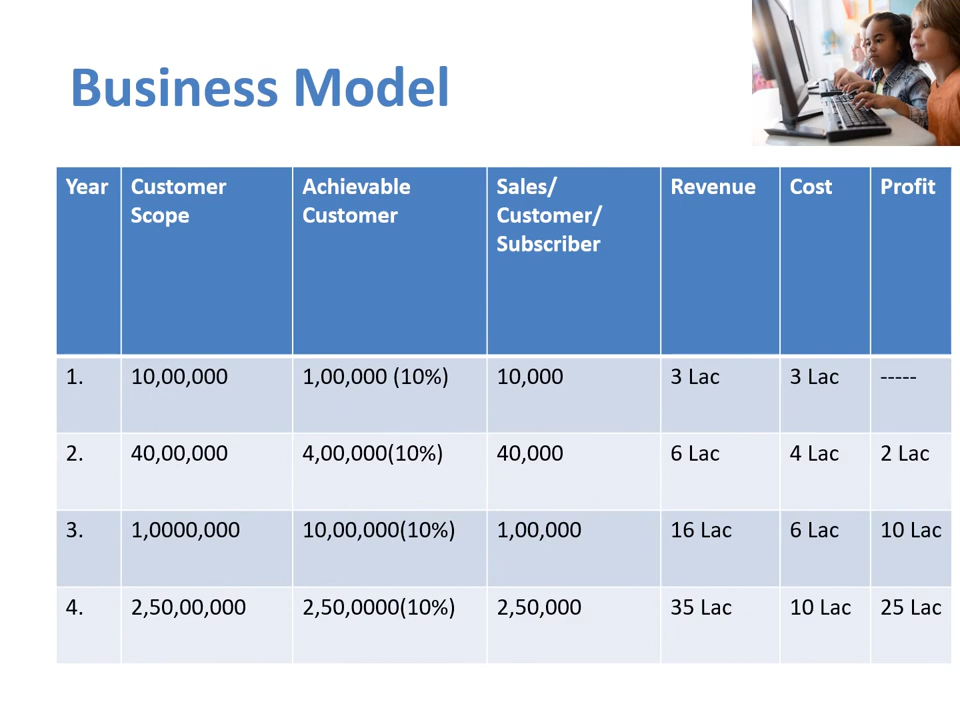 Business Model
Year Customer Scope Achievable Customer Sales/ Customer/ Subscriber Revenue Cost Profit
1. 10,00,000 1,00,000 (10%) 10,000 3 Lac 3 Lac -----
2. 40,00,000 4,00,000(10%) 40,000 6 Lac 4 Lac 2 Lac
3. 1,0000,000 10,00,000(10%) 1,00,000 16 Lac 6 Lac 10 Lac
4. 2,50,00,000 2,50,0000(10%) 2,50,000 35 Lac 10 Lac 25 Lac